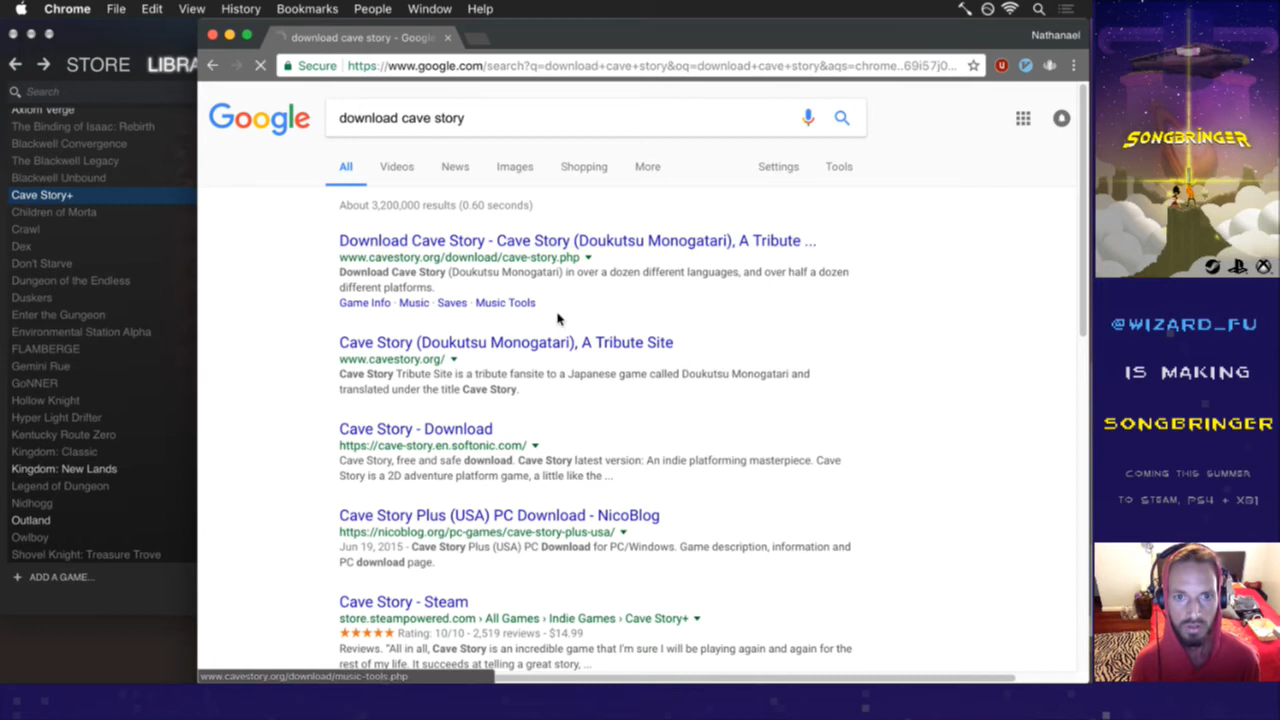 Chrome File Edit View History Bookmarks People Window Help
download cave story - Google
Nathanael
Secure https://www.google.com/search?q=download+cave+story&oq=download+cave+story&aqs=chrome..69i57j0...
STORE LIBRA
Search
Axiom Verge
The Binding of Isaac: Rebirth
Blackwell Convergence
The Blackwell Legacy
Blackwell Unbound
Cave Story+
Children of Morta
Crawl
Dex
Don't Starve
Dungeon of the Endless
Duskers
Enter the Gungeon
Environmental Station Alpha
FLAMBERGE
Gemini Rue
GoNNER
Hollow Knight
Hyper Light Drifter
Kentucky Route Zero
Kingdom: Classic
Kingdom: New Lands
Legend of Dungeon
Nidhogg
Outland
Owlboy
Shovel Knight: Treasure Trove
+ ADD A GAME...
Google
download cave story
All Videos News Images Shopping More Settings Tools
About 3,200,000 results (0.60 seconds)
Download Cave Story - Cave Story (Doukutsu Monogatari), A Tribute ...
www.cavestory.org/download/cave-story.php
Download Cave Story (Doukutsu Monogatari) in over a dozen different languages, and over half a dozen
different platforms.
Game Info · Music · Saves · Music Tools
Cave Story (Doukutsu Monogatari), A Tribute Site
www.cavestory.org/
Cave Story Tribute Site is a tribute fansite to a Japanese game called Doukutsu Monogatari and
translated under the title Cave Story.
Cave Story - Download
https://cave-story.en.softonic.com/
Cave Story, free and safe download. Cave Story latest version: An indie platforming masterpiece. Cave
Story is a 2D adventure platform game, a little like the ...
Cave Story Plus (USA) PC Download - NicoBlog
https://nicoblog.org/pc-games/cave-story-plus-usa/
Jun 19, 2015 - Cave Story Plus (USA) PC Download for PC/Windows. Game description, information and
PC download page.
Cave Story - Steam
store.steampowered.com › All Games › Indie Games › Cave Story+
Rating: 10/10 - 2,519 reviews - $14.99
Reviews. "All in all, Cave Story is an incredible game that I'm sure I will be playing again and again for the
rest of my life. It succeeds at telling a great story, ...
www.cavestory.org/download/music-tools.php
SONGBRINGER
@WIZARD_FU
IS MAKING
SONGBRINGER
COMING THIS SUMMER
TO STEAM, PS4 + XB1